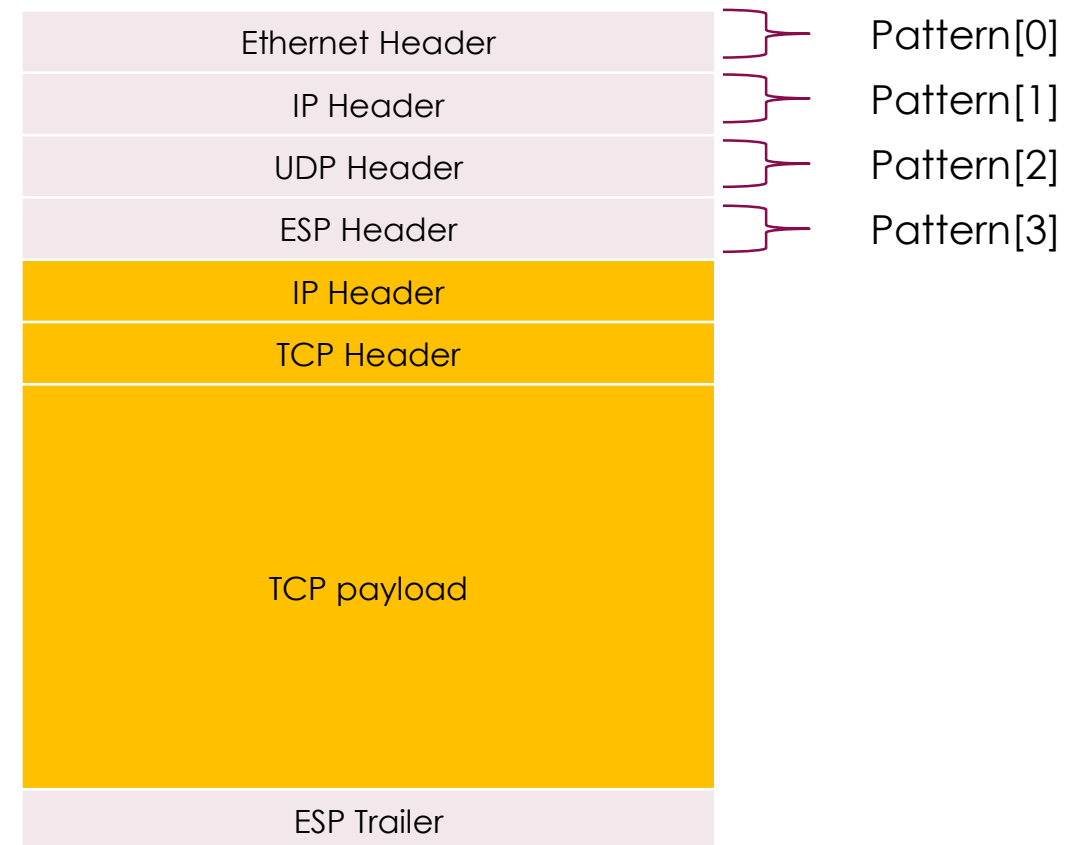 Ethernet Header
Pattern[0]
IP Header
Pattern[1]
UDP Header
Pattern[2]
ESP Header
Pattern[3]
IP Header
TCP Header
TCP payload
ESP Trailer